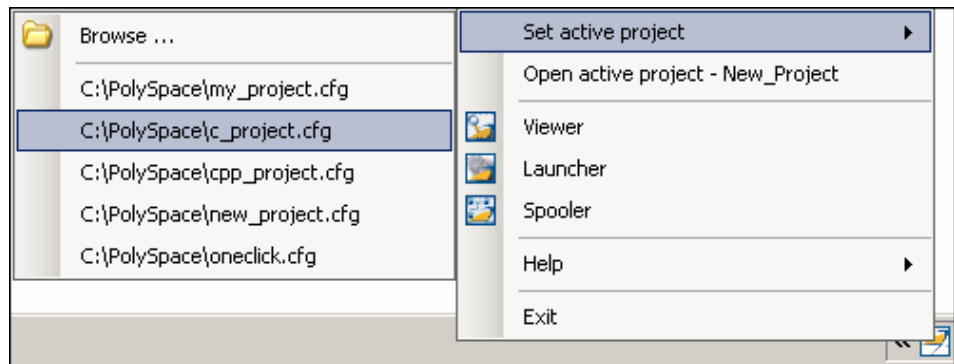 Browse ...
C:\PolySpace\my_project.cfg
C:\PolySpace\c_project.cfg
C:\PolySpace\cpp_project.cfg
C:\PolySpace\new_project.cfg
C:\PolySpace\oneclick.cfg
Set active project
Open active project - New_Project
Viewer
Launcher
Spooler
Help
Exit